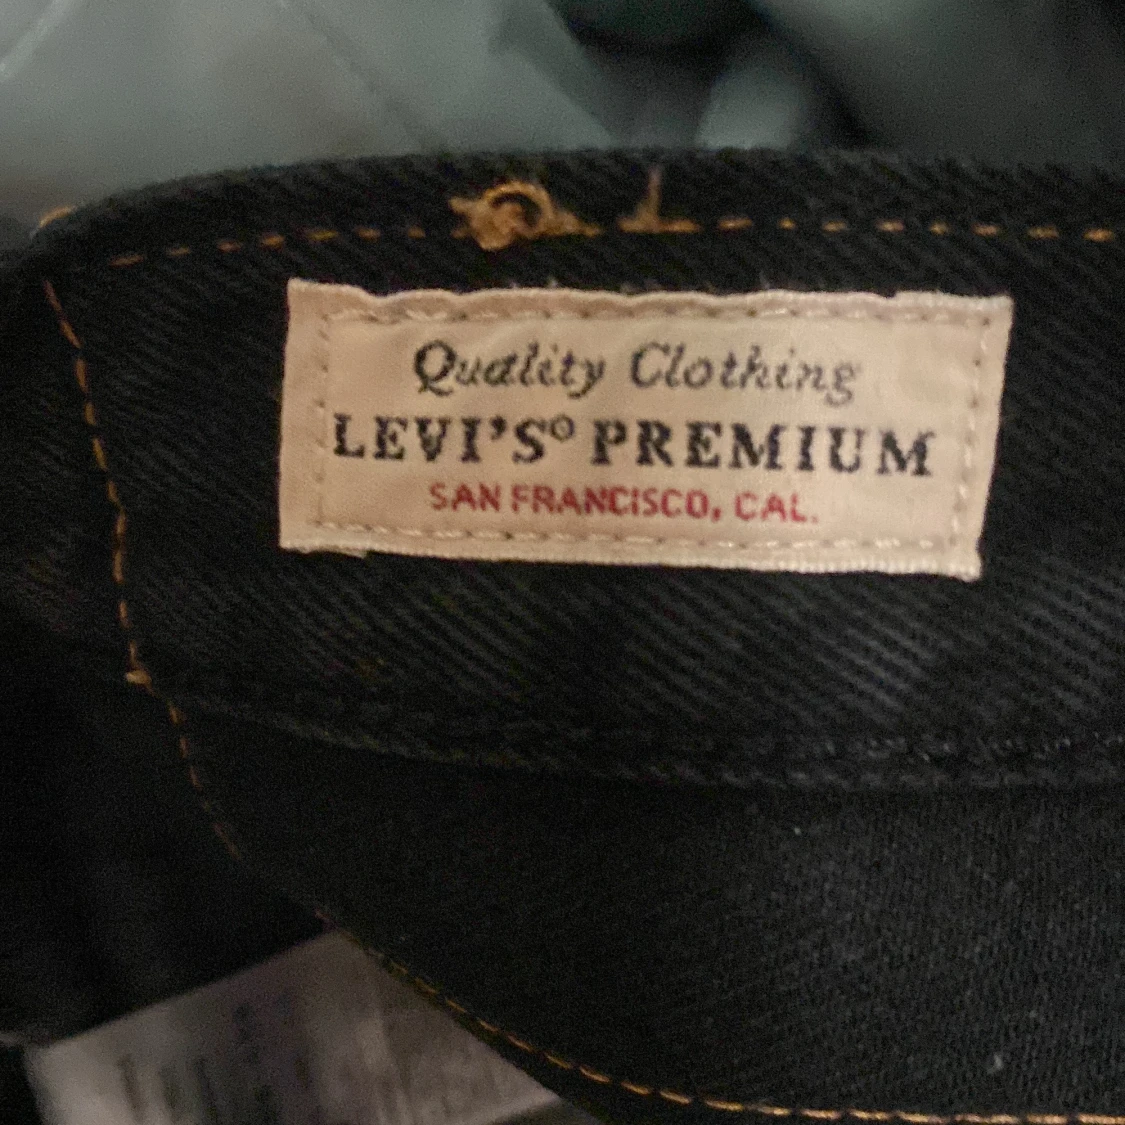 Quality Clothing
LEVI'S® PREMIUM
SAN FRANCISCO, CAL.